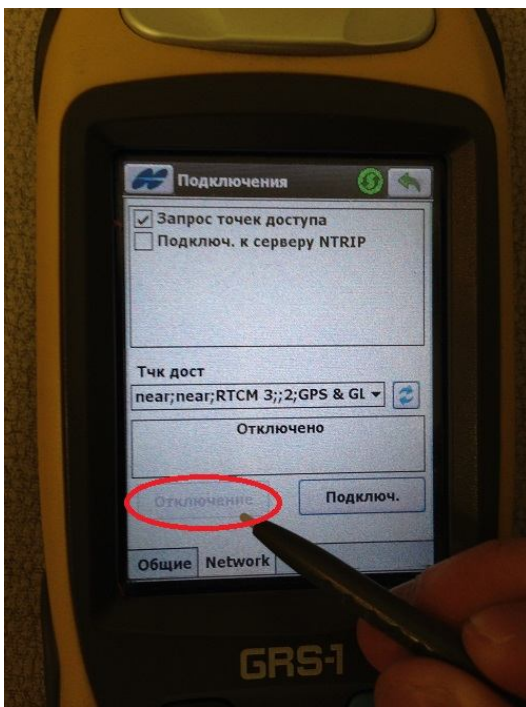 Подключения
Запрос точек доступа
Подключ. к серверу NTRIP
Тчк дост
near;near;RTCM 3;;2;GPS & GL
Отключено
Отключение
Подключ.
Общие
Network
GRS-1